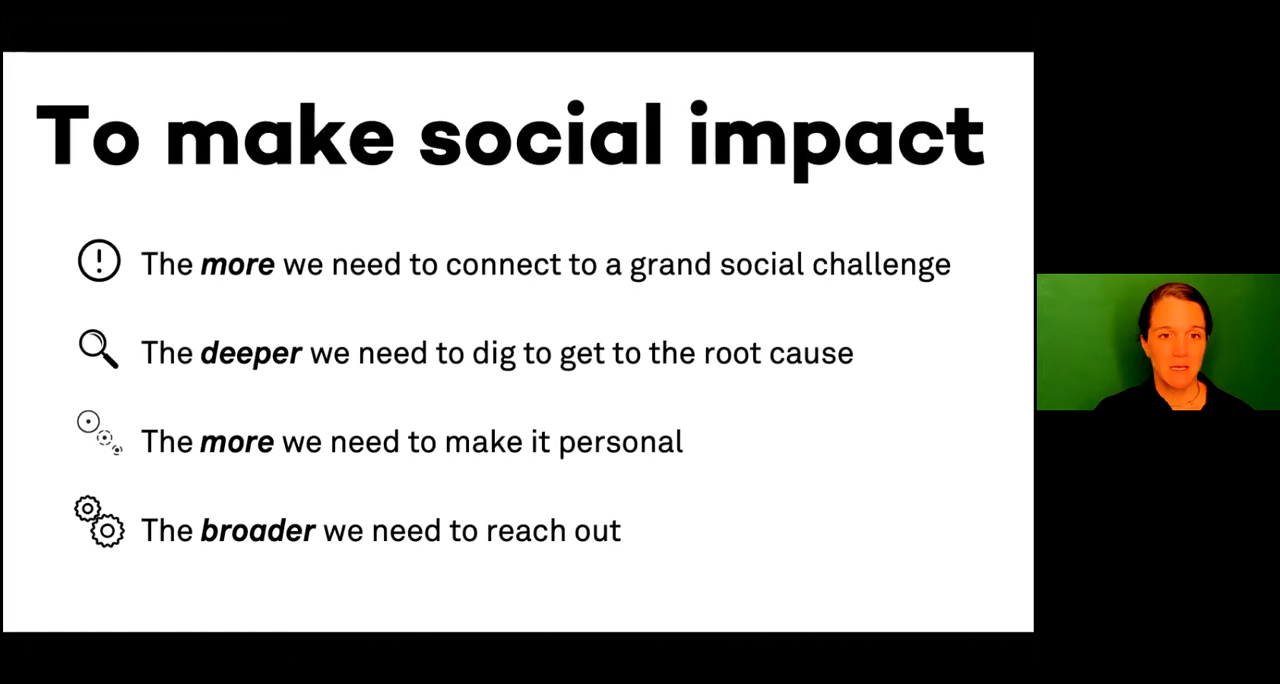 To make social impact
The more we need to connect to a grand social challenge
The deeper we need to dig to get to the root cause
The more we need to make it personal
The broader we need to reach out